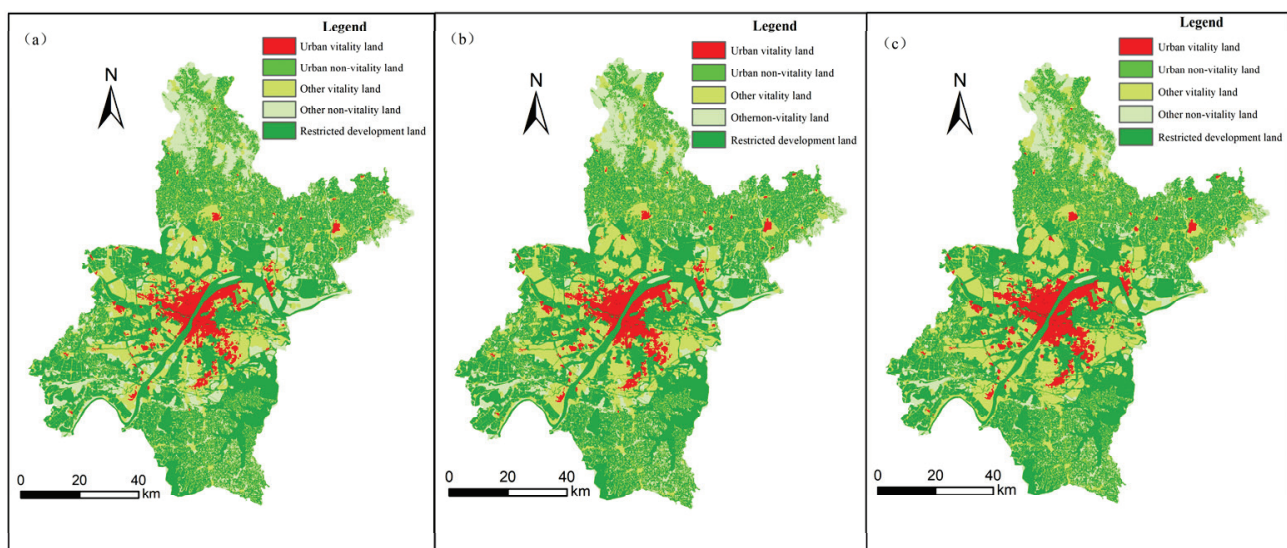 （a）
Legend
Urban vitality land
Urban non-vitality land
Other vitality land
Other non-vitality land
Restricted development land
N
0 20 40
km
（b）
Legend
Urban vitality land
Urban non-vitality land
Other vitality land
Othernon-vitality land
Restricted development land
N
0 20 40
km
（c）
Legend
Urban vitality land
Urban non-vitality land
Other vitality land
Other non-vitality land
Restricted development land
N
0 20 40
km